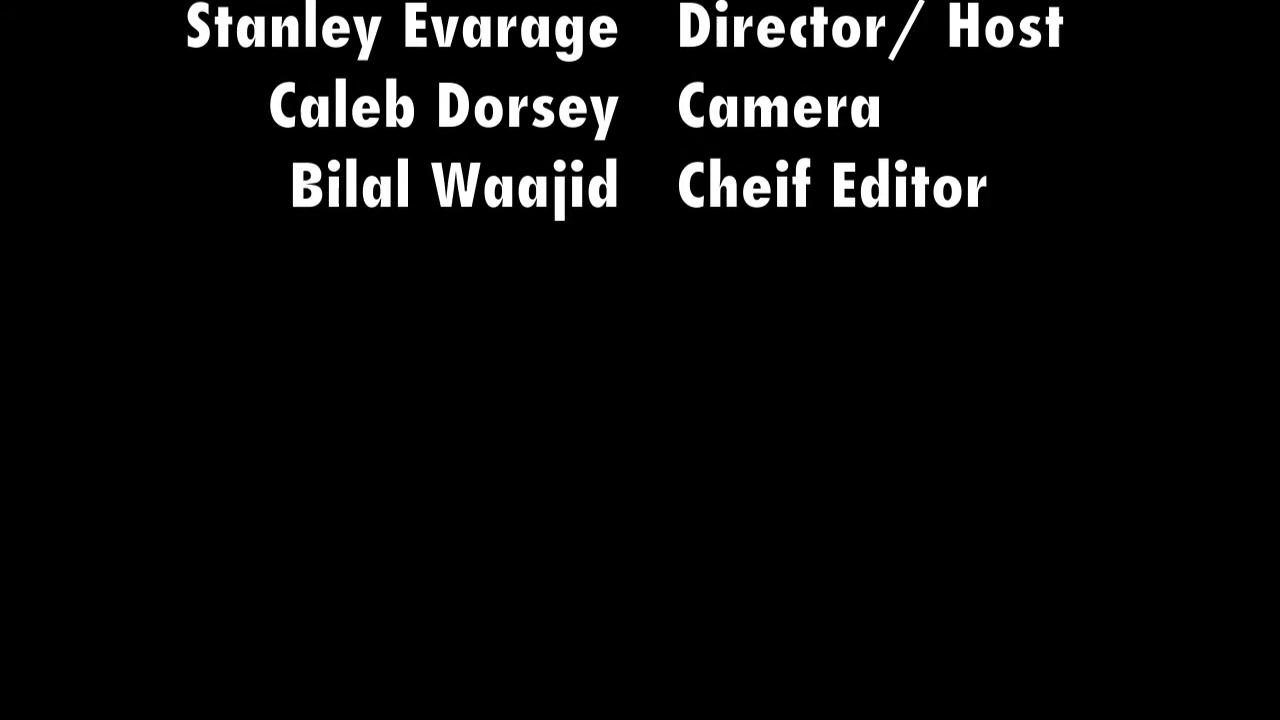 Stanley Evarage Director/ Host
Caleb Dorsey Camera
Bilal Waajid Cheif Editor